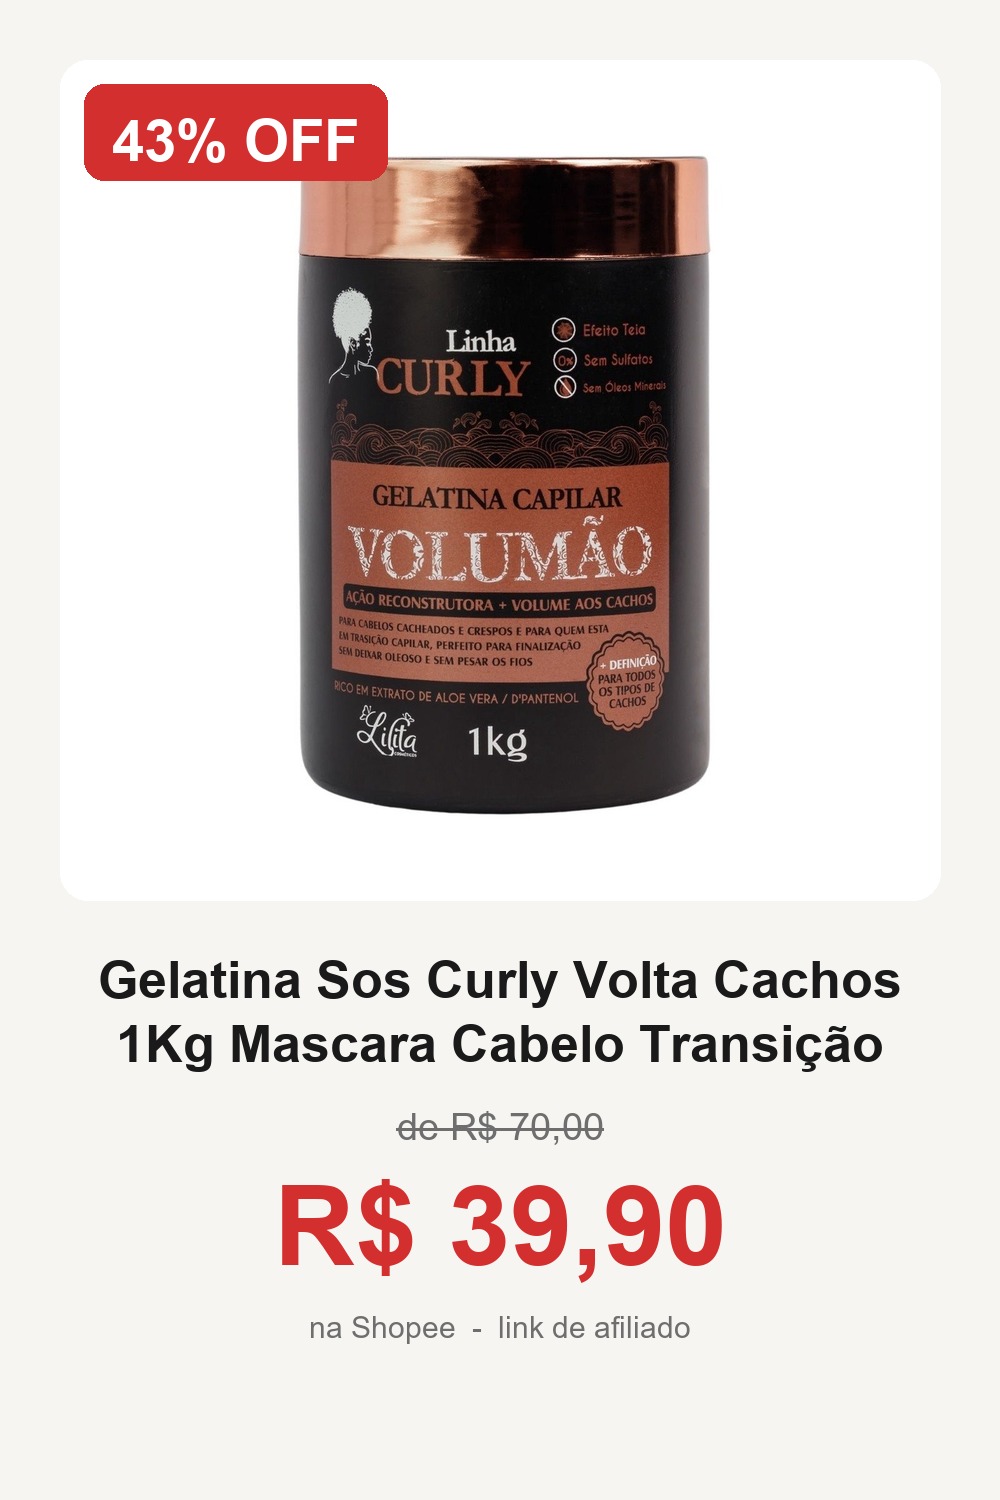 43% OFF
Linha
CURLY
Efeito Teia
0% Sem Sulfatos
Sem Óleos Minerais
GELATINA CAPILAR
VOLUMÃO
AÇÃO RECONSTRUTORA + VOLUME AOS CACHOS
PARA CABELOS CACHEADOS E CRESPOS E PARA QUEM ESTA
EM TRASIÇÃO CAPILAR, PERFEITO PARA FINALIZAÇÃO
SEM DEIXAR OLEOSO E SEM PESAR OS FIOS
+ DEFINIÇÃO
PARA TODOS
OS TIPOS DE
CACHOS
RICO EM EXTRATO DE ALOE VERA / D'PANTENOL
Lilita
COSMÉTICOS
1kg
Gelatina Sos Curly Volta Cachos
1Kg Mascara Cabelo Transição
de R$ 70,00
R$ 39,90
na Shopee - link de afiliado